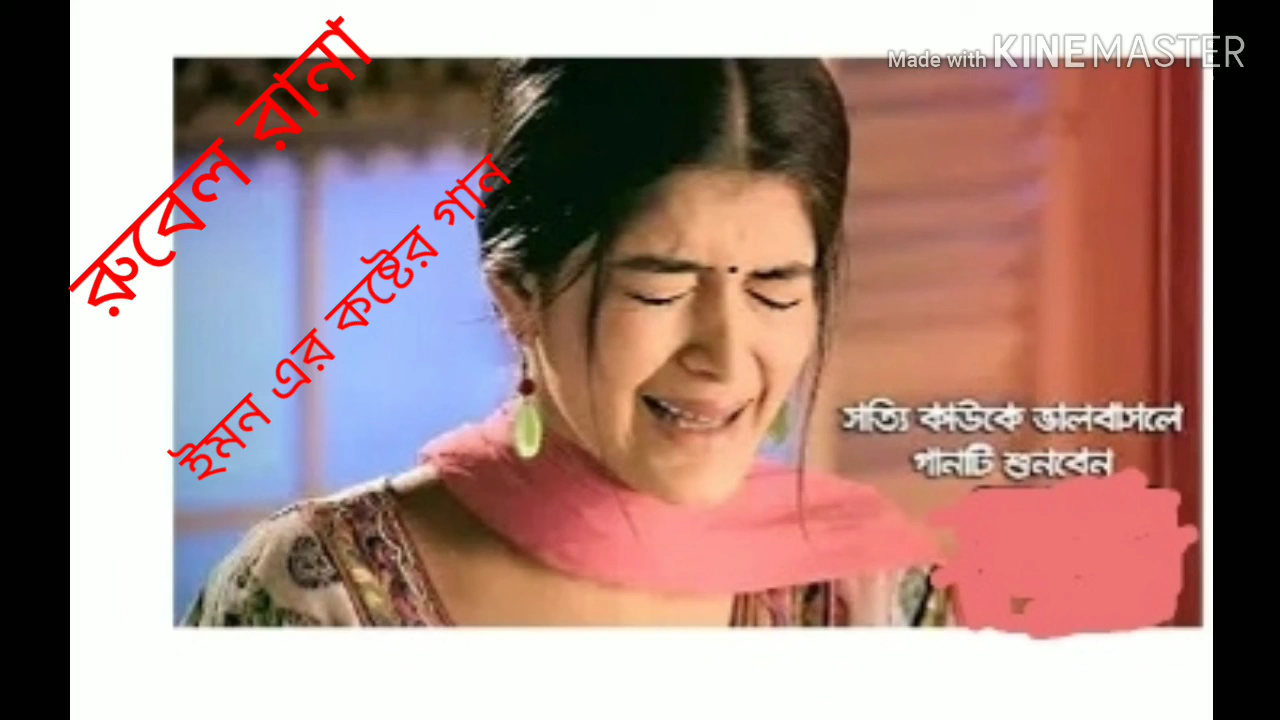 Made with KINEMASTER
রুবেল রানা
ইমন এর কষ্টের গান
সত্যি কাউকে ভালবাসলে
গানটি শুনবেন